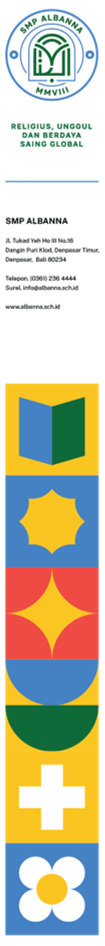 SMP ALBANNA
MMVIII
RELIGIUS, UNGGUL
DAN BERDAYA
SAING GLOBAL
SMP ALBANNA
Jl. Tukad Yeh Ho III No.16
Dangin Puri Klod, Denpasar Timur,
Denpasar, Bali 80234
Telepon. (0361) 236 4444
Surel. info@albanna.sch.id
www.albanna.sch.id